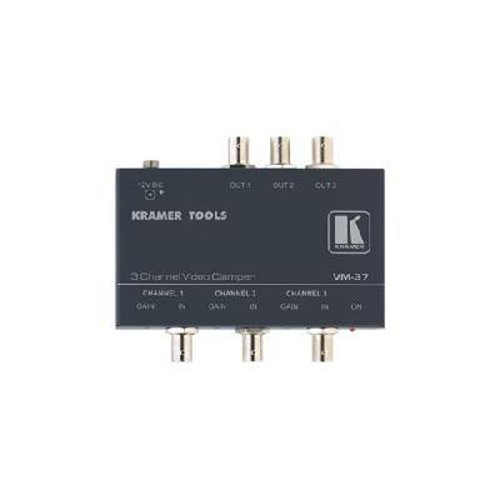 12V DC
OUT 1 OUT 2 OUT 3
KRAMER TOOLS
K
KRAMER
3 Channel Video Clamper VM-37
CHANNEL 1 CHANNEL 2 CHANNEL 3
GAIN IN GAIN IN GAIN IN ON